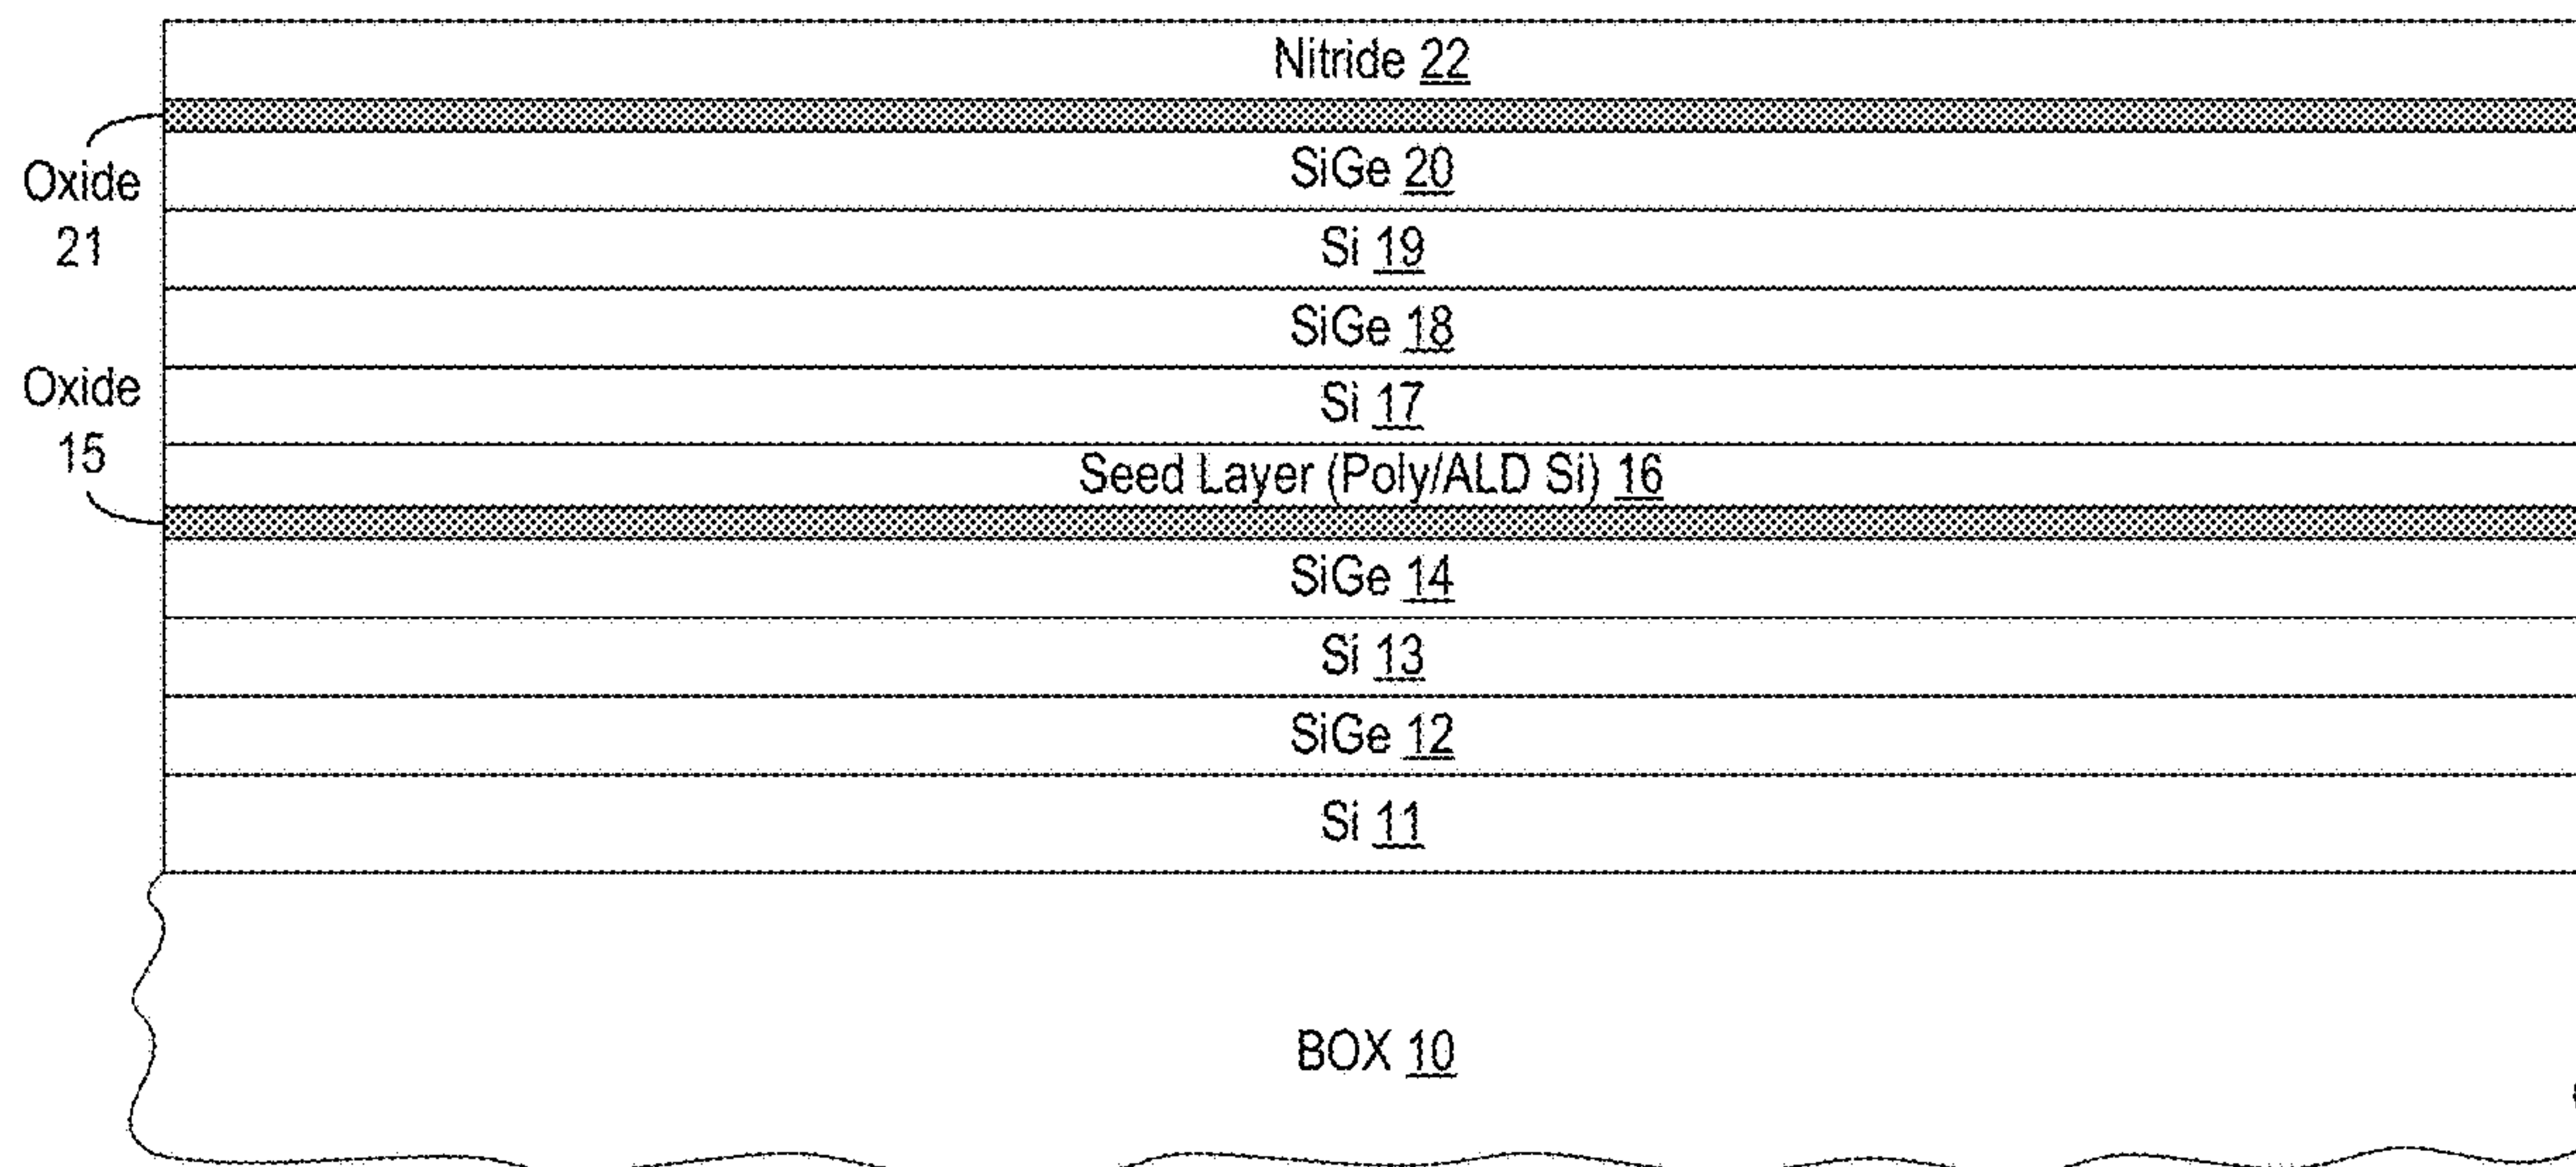 Nitride 22
Oxide
21
SiGe 20
Si 19
SiGe 18
Oxide
15
Si 17
Seed Layer (Poly/ALD Si) 16
SiGe 14
Si 13
SiGe 12
Si 11
BOX 10